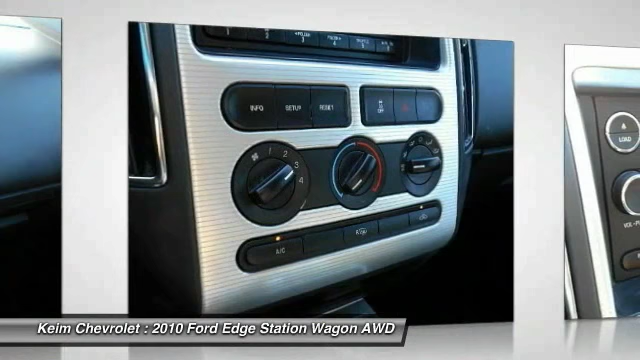 INFO SETUP RESET
1
2
3
4
A/C
LOAD
Keim Chevrolet : 2010 Ford Edge Station Wagon AWD